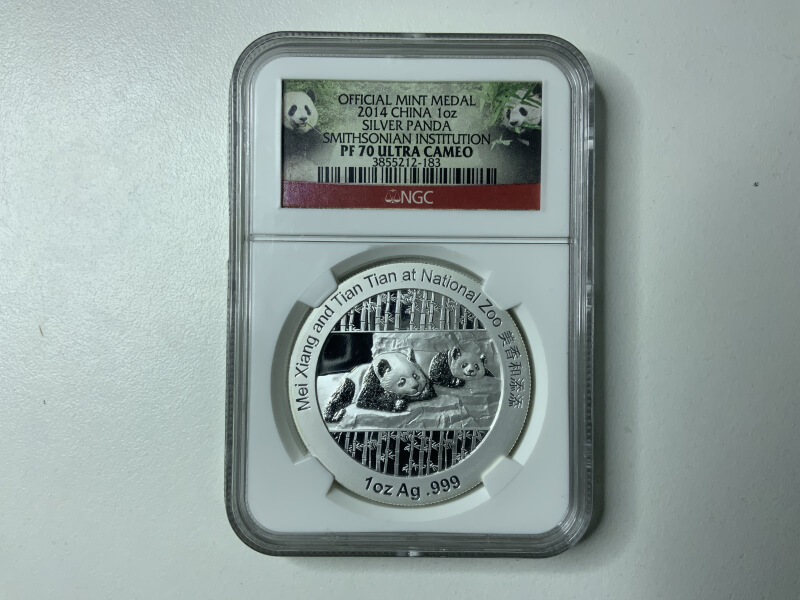 OFFICIAL MINT MEDAL
2014 CHINA 1oz
SILVER PANDA
SMITHSONIAN INSTITUTION
PF 70 ULTRA CAMEO
3855212-183
NGC
Mei Xiang and Tian Tian at National Zoo 美香和添添
1oz Ag .999